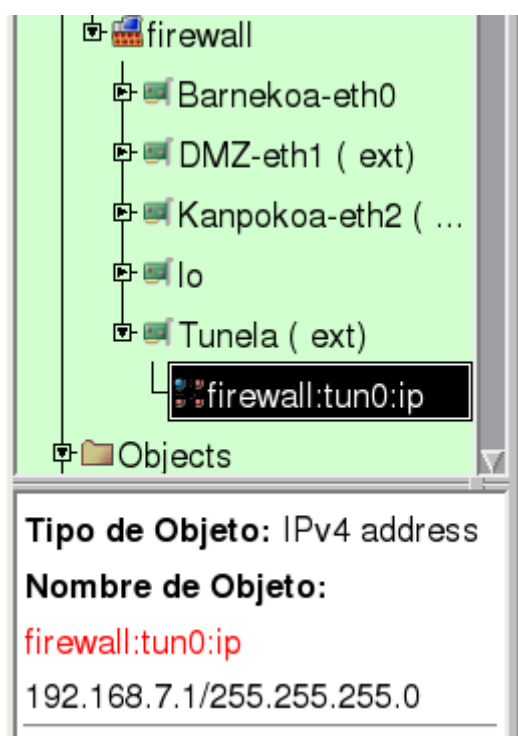 firewall
Barnekoa-eth0
DMZ-eth1 ( ext)
Kanpokoa-eth2 ( ...
lo
Tunela ( ext)
firewall:tun0:ip
Objects
Tipo de Objeto: IPv4 address
Nombre de Objeto:
firewall:tun0:ip
192.168.7.1/255.255.255.0